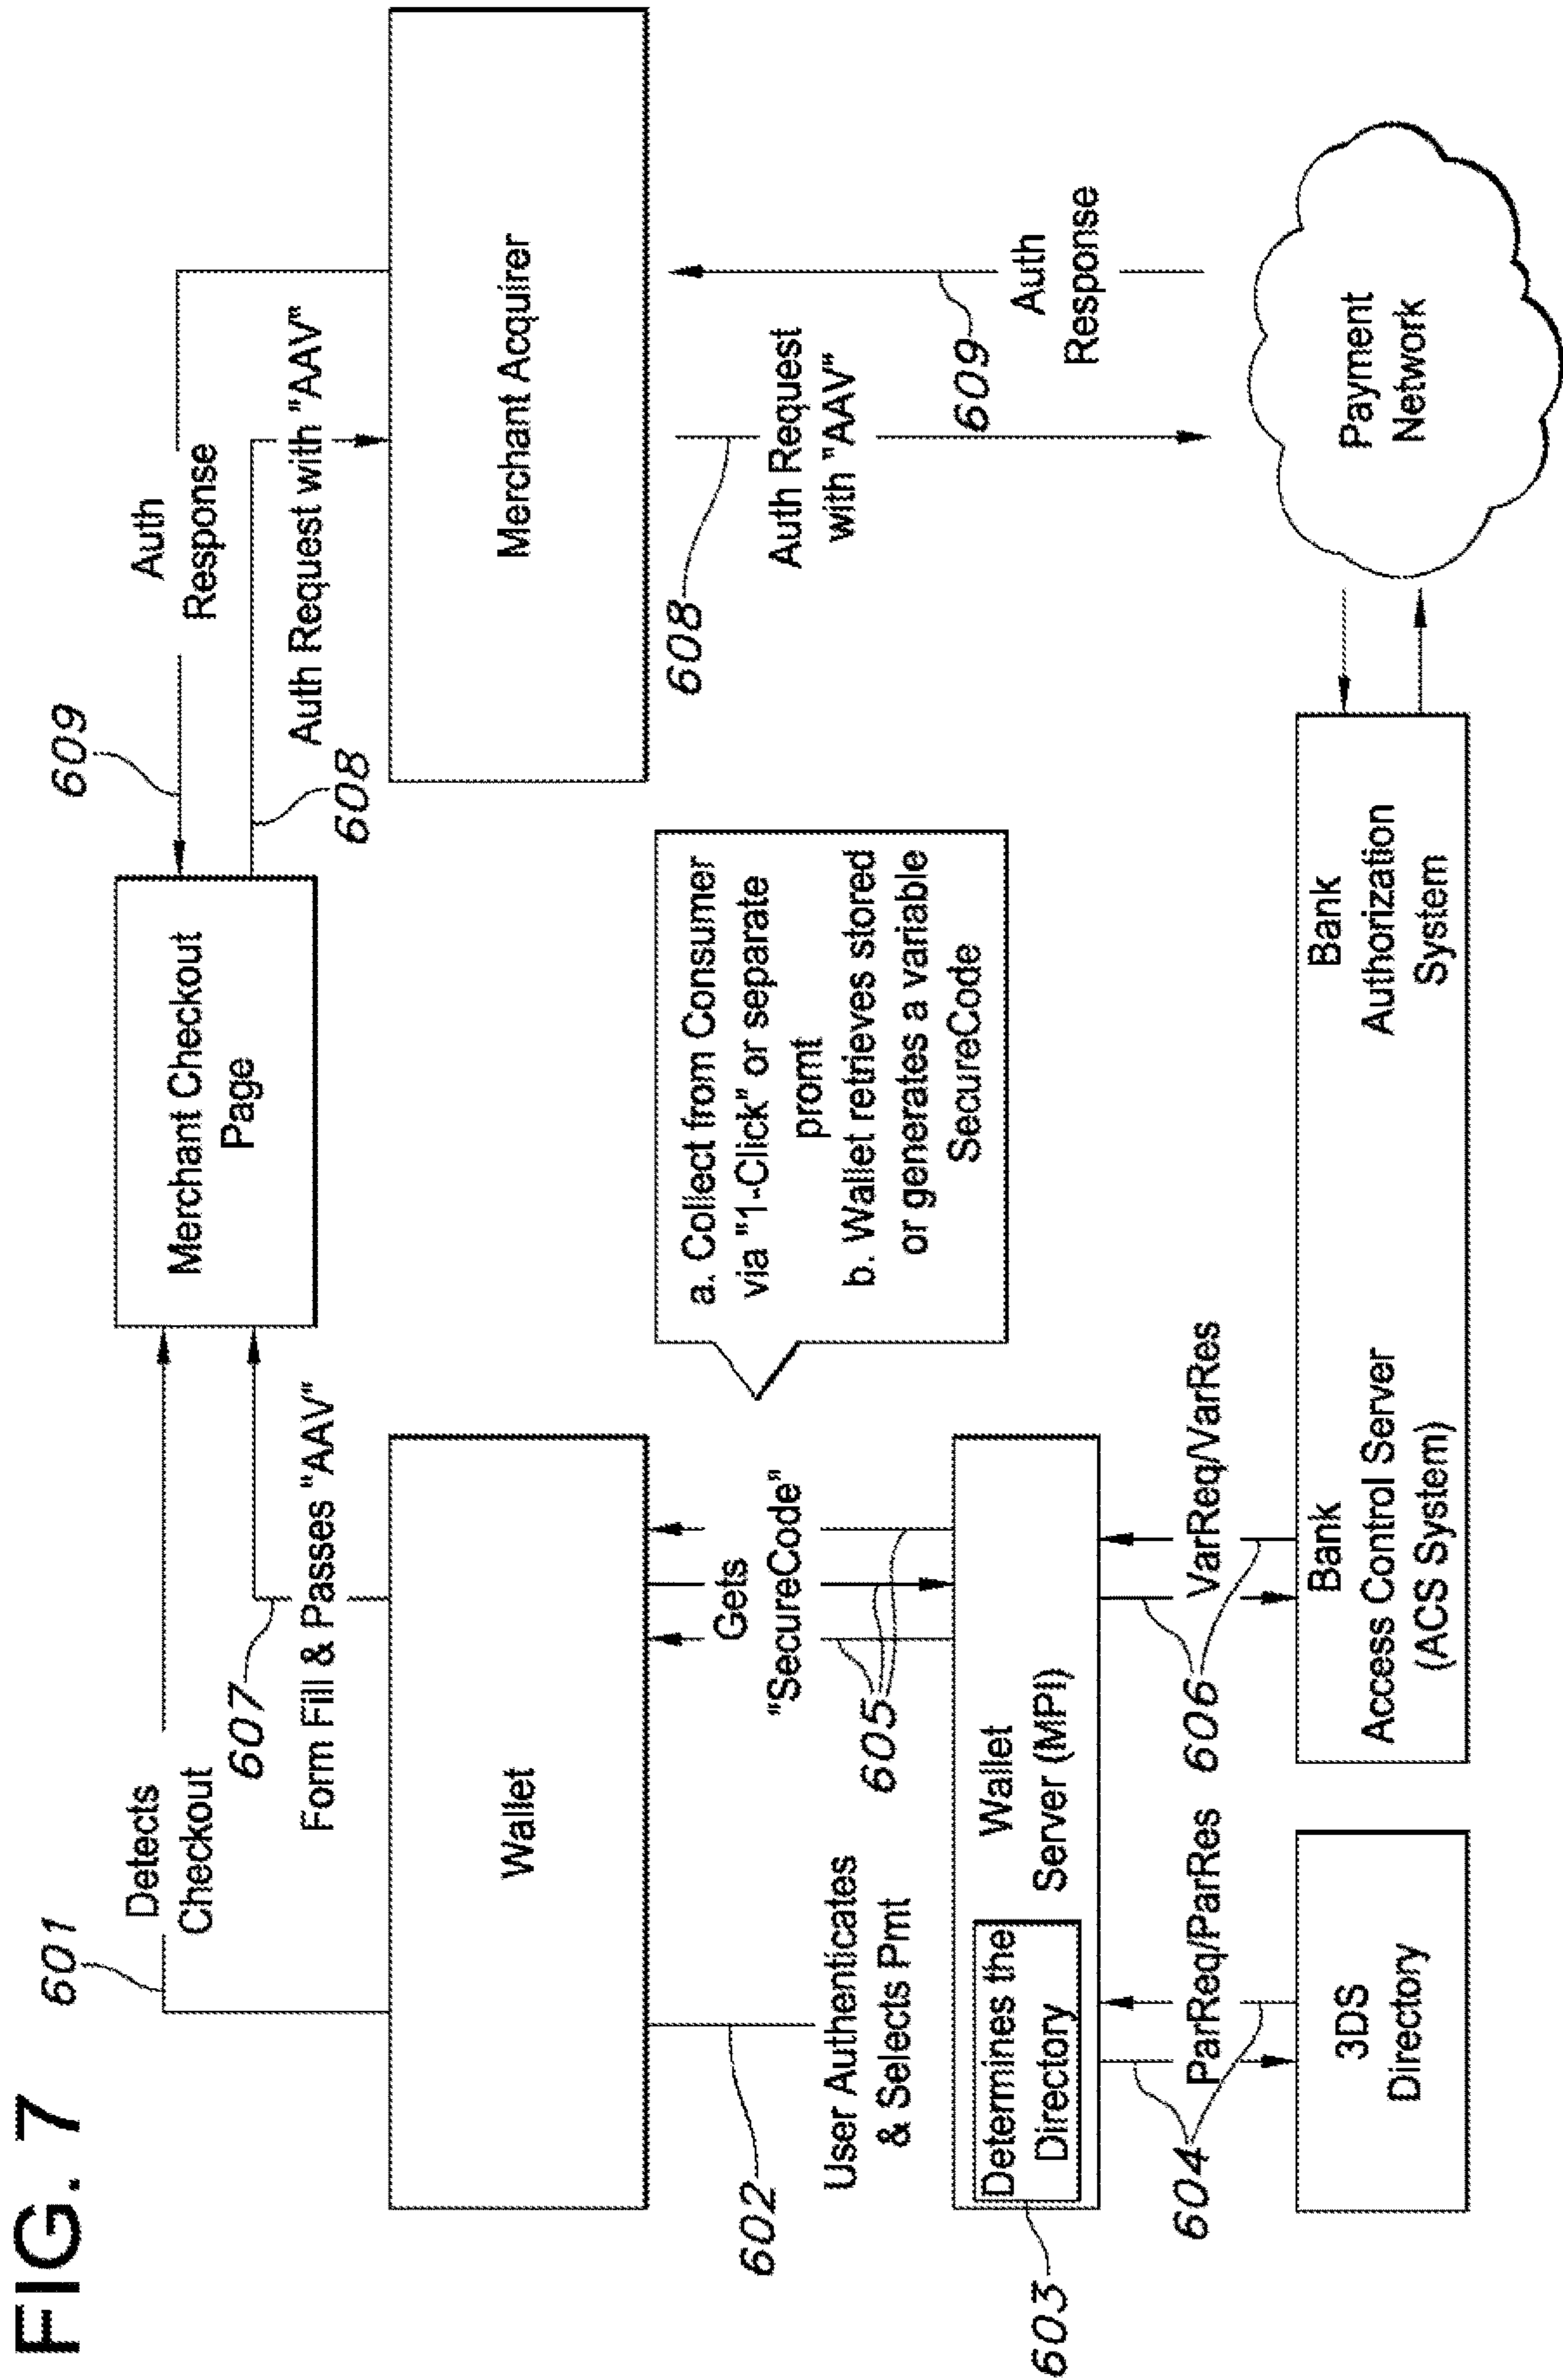 FIG. 7
601
Detects
Checkout
607
Form Fill & Passes "AAV"
Merchant Checkout
Page
609
Auth
Response
608
Auth Request with "AAV"
Wallet
Merchant Acquirer
602
User Authenticates
& Selects Pmt
605
Gets
"SecureCode"
a. Collect from Consumer
via "1-Click" or separate
promt
b. Wallet retrieves stored
or generates a variable
SecureCode
608
Auth Request
with "AAV"
609
Auth
Response
603
Determines the
Directory
Wallet
Server (MPI)
604
ParReq/ParRes
606
VarReq/VarRes
3DS
Directory
Bank
Access Control Server
(ACS System)
Bank
Authorization
System
Payment
Network